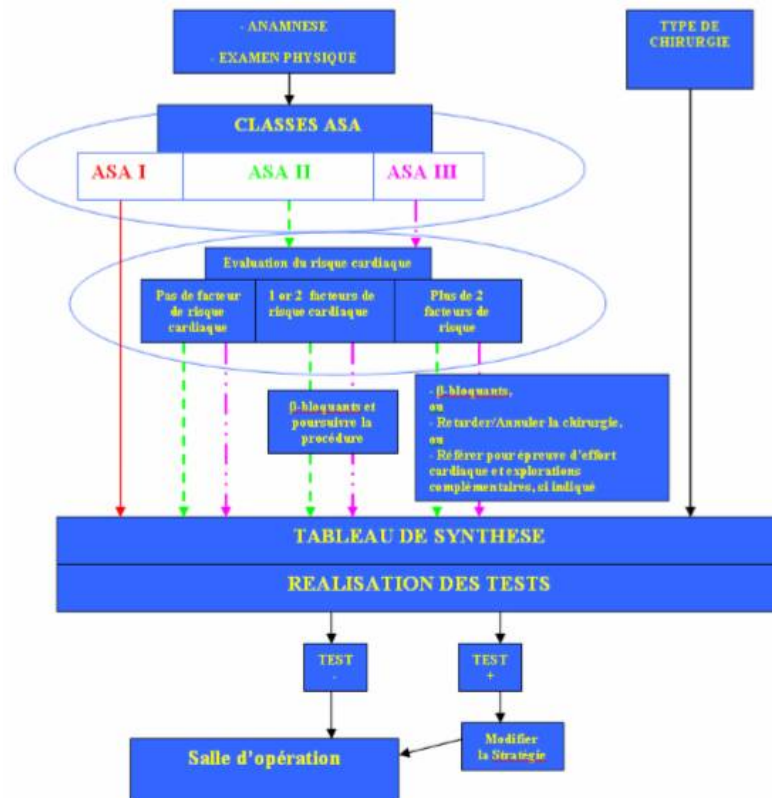 - ANAMNESE
- EXAMEN PHYSIQUE
TYPE DE
CHIRURGIE
CLASSES ASA
ASA I
ASA II
ASA III
Evaluation du risque cardiaque
Pas de facteur
de risque
cardiaque
1 or 2 facteurs de
risque cardiaque
Plus de 2
facteurs de
risque
β-bloquants et
poursuivre la
procédure
- β-bloquants,
ou
- Retarder/Annuler la chirurgie,
ou
- Référer pour épreuve d'effort
cardiaque et explorations
complémentaires, si indiqué
TABLEAU DE SYNTHESE
REALISATION DES TESTS
TEST
-
TEST
+
Salle d'opération
Modifier
la Stratégie